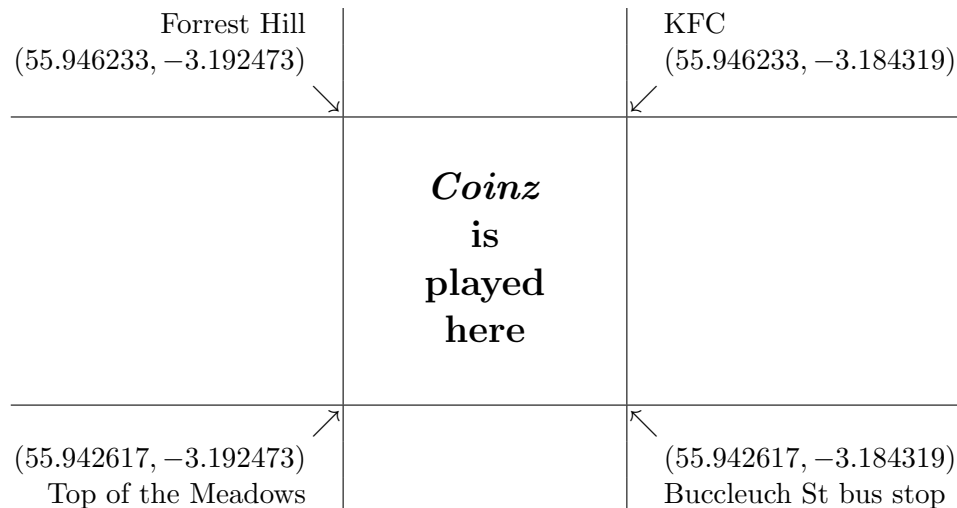 Forrest Hill
(55.946233, −3.192473)
KFC
(55.946233, −3.184319)
Coinz
is
played
here
(55.942617, −3.192473)
Top of the Meadows
(55.942617, −3.184319)
Buccleuch St bus stop